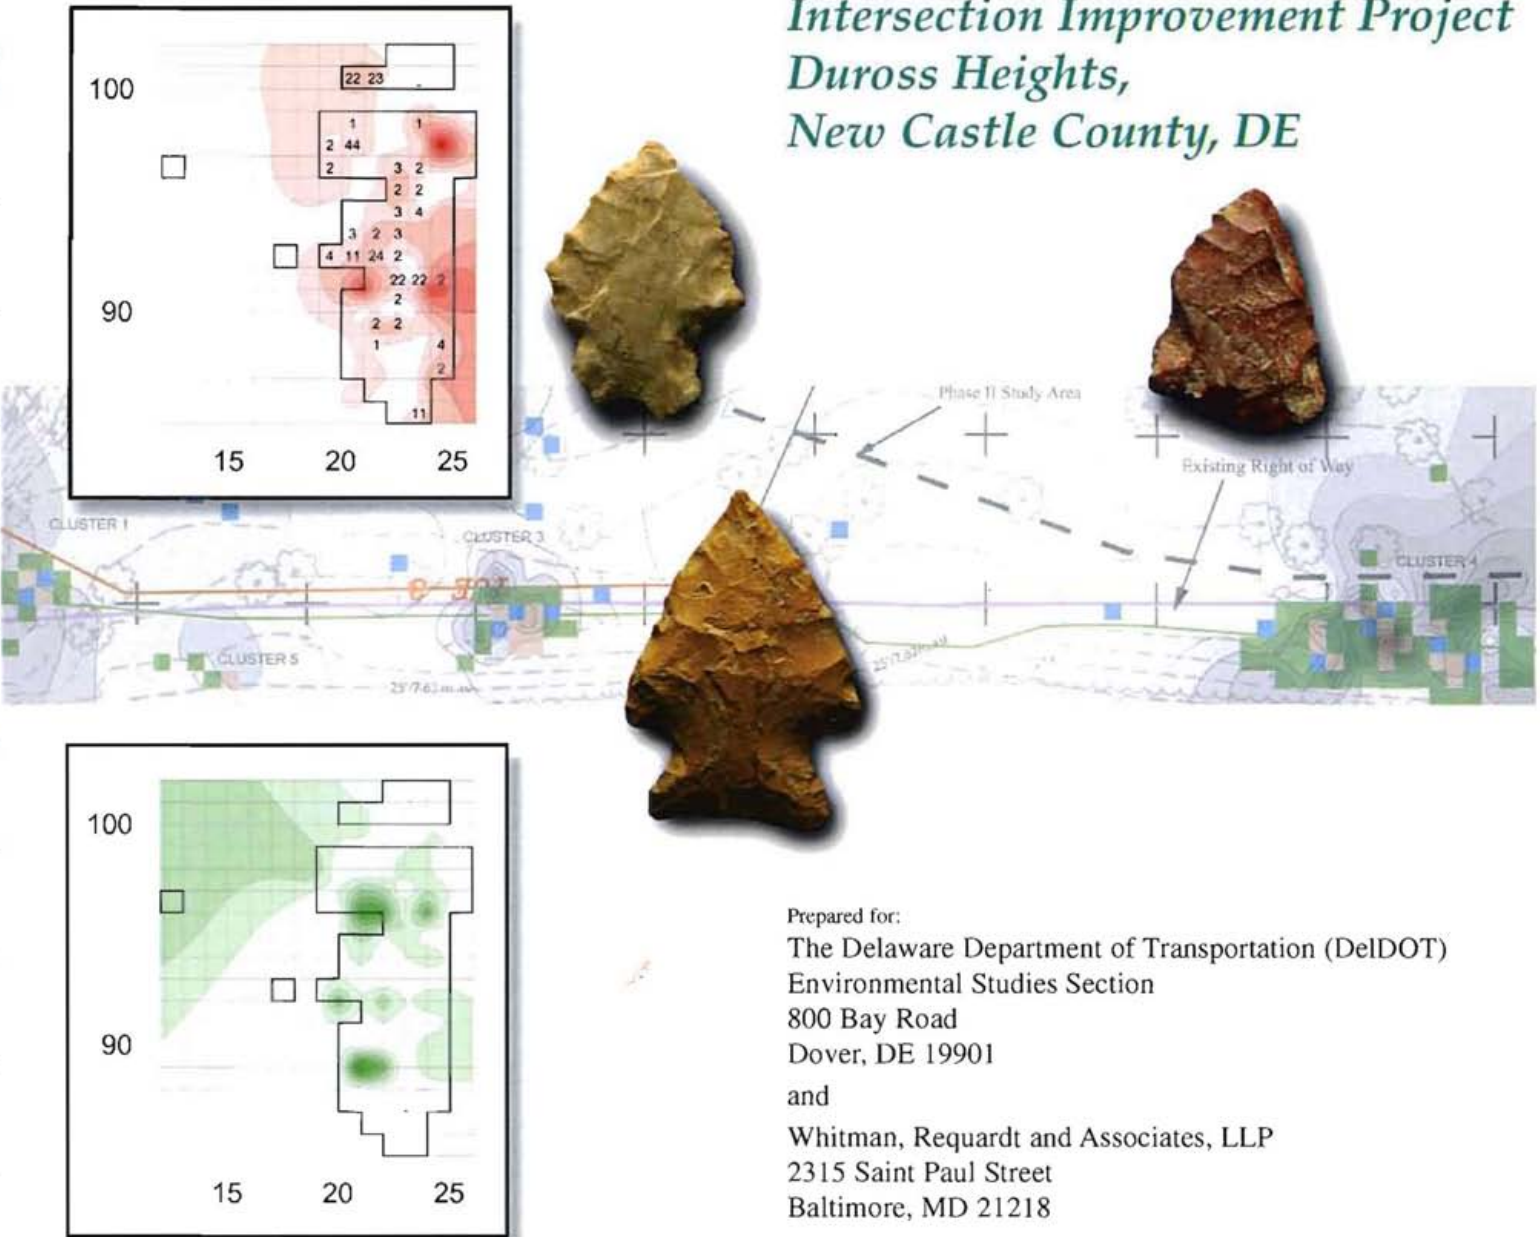 Intersection Improvement Project
Duross Heights,
New Castle County, DE
100
22 23
1 1
2 44
2 3 2
2 2
3 4
3 2 3
4 11 24 2
22 22 2
90
2
2 2
1 4
2
11
15 20 25
Phase II Study Area
Existing Right of Way
CLUSTER 1
CLUSTER 3
CLUSTER 4
CLUSTER 5
100
90
15 20 25
Prepared for:
The Delaware Department of Transportation (DelDOT)
Environmental Studies Section
800 Bay Road
Dover, DE 19901
and
Whitman, Requardt and Associates, LLP
2315 Saint Paul Street
Baltimore, MD 21218